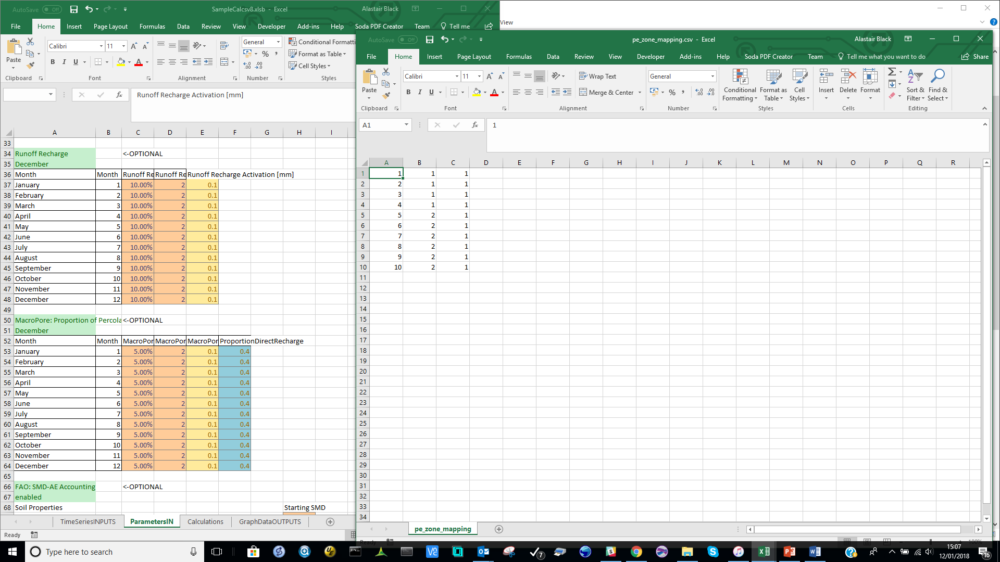 AutoSave Off SampleCalcsv8.xlsb - Excel Alastair Black
File Home Insert Page Layout Formulas Data Review View Developer Add-ins Help Soda PDF Creator Team Tell me
View
Paste Calibri 11 General Conditional Formatti
B I U Format as Table
Cell Styles
Clipboard Font Alignment Number Styles
fx Runoff Recharge Activation [mm]
A B C D E F G H I
33
34 Runoff Recharge <-OPTIONAL
35 December
36 Month Month Runoff Re Runoff Re Runoff Recharge Activation [mm]
37 January 1 10.00% 2 0.1
38 February 2 10.00% 2 0.1
39 March 3 10.00% 2 0.1
40 April 4 10.00% 2 0.1
41 May 5 10.00% 2 0.1
42 June 6 10.00% 2 0.1
43 July 7 10.00% 2 0.1
44 August 8 10.00% 2 0.1
45 September 9 10.00% 2 0.1
46 October 10 10.00% 2 0.1
47 November 11 10.00% 2 0.1
48 December 12 10.00% 2 0.1
49
50 MacroPore: Proportion of Percola <-OPTIONAL
51 December
52 Month Month MacroPor MacroPor MacroPor ProportionDirectRecharge
53 January 1 5.00% 2 0.1 0.4
54 February 2 5.00% 2 0.1 0.4
55 March 3 5.00% 2 0.1 0.4
56 April 4 5.00% 2 0.1 0.4
57 May 5 5.00% 2 0.1 0.4
58 June 6 5.00% 2 0.1 0.4
59 July 7 5.00% 2 0.1 0.4
60 August 8 5.00% 2 0.1 0.4
61 September 9 5.00% 2 0.1 0.4
62 October 10 5.00% 2 0.1 0.4
63 November 11 5.00% 2 0.1 0.4
64 December 12 5.00% 2 0.1 0.4
65
66 FAO: SMD-AE Accounting <-OPTIONAL
67 enabled
68 Soil Properties Starting SMD
TimeSeriesINPUTS ParametersIN Calculations GraphDataOUTPUTS
Ready
AutoSave Off pe_zone_mapping.csv - Excel Alastair Black
File Home Insert Page Layout Formulas Data Review View Developer Add-ins Help Soda PDF Creator Team Tell me what you want to do Share
Paste Calibri 11 Wrap Text General Conditional Formatting Format as Table Cell Styles Insert Delete Format Sort & Filter Find & Select
B I U Merge & Center
Clipboard Font Alignment Number Styles Cells Editing
A1 fx 1
A B C D E F G H I J K L M N O P Q R
1 1 1 1
2 2 1 1
3 3 1 1
4 4 1 1
5 5 2 1
6 6 2 1
7 7 2 1
8 8 2 1
9 9 2 1
10 10 2 1
11
12
13
14
15
16
17
18
19
20
21
22
23
24
25
26
27
28
29
30
31
32
33
34
pe_zone_mapping
Ready
Type here to search
7
15:07
12/01/2018
16